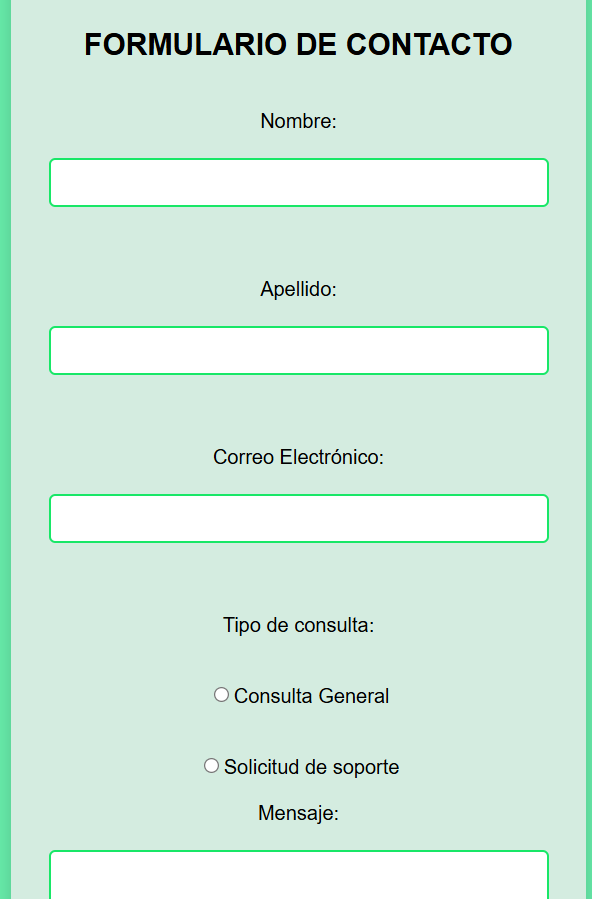 FORMULARIO DE CONTACTO
Nombre:
Apellido:
Correo Electrónico:
Tipo de consulta:
Consulta General
Solicitud de soporte
Mensaje: